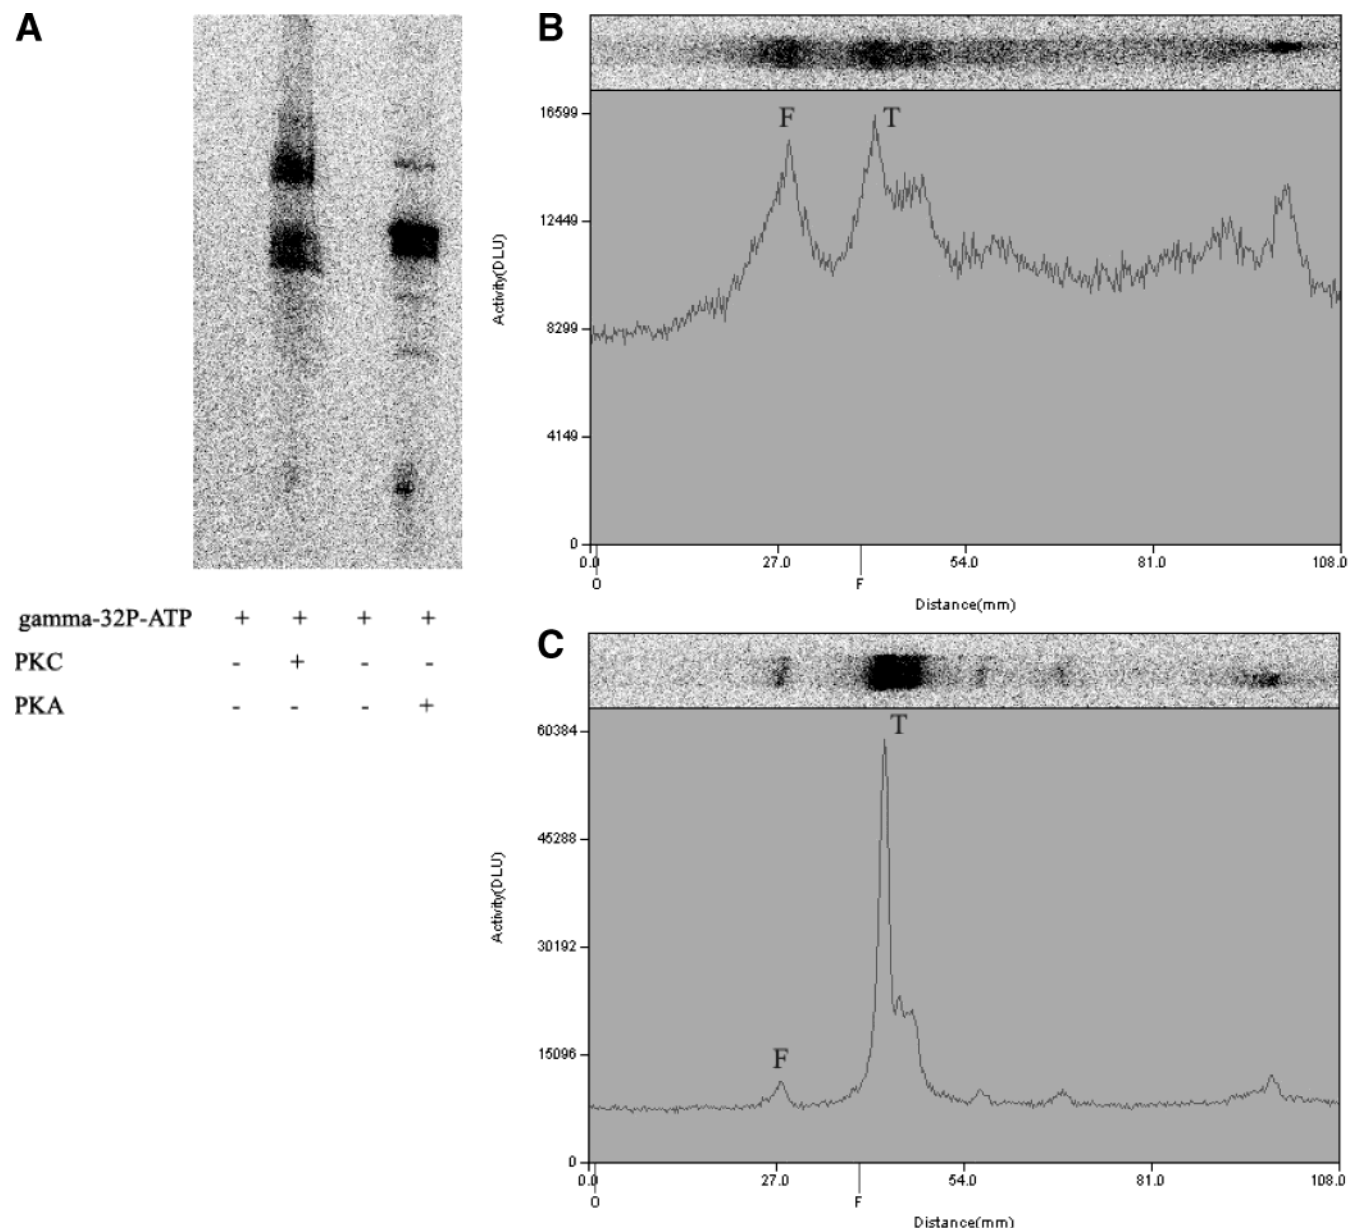 A
gamma-32P-ATP + + + +
PKC - + - -
PKA - - - +
B
F T
16599
12449
8299
4149
0
Activity(DLU)
0.0 27.0 54.0 81.0 108.0
O F
Distance(mm)
C
T
F
60384
45288
30192
15096
0
Activity(DLU)
0.0 27.0 54.0 81.0 108.0
O F
Distance(mm)